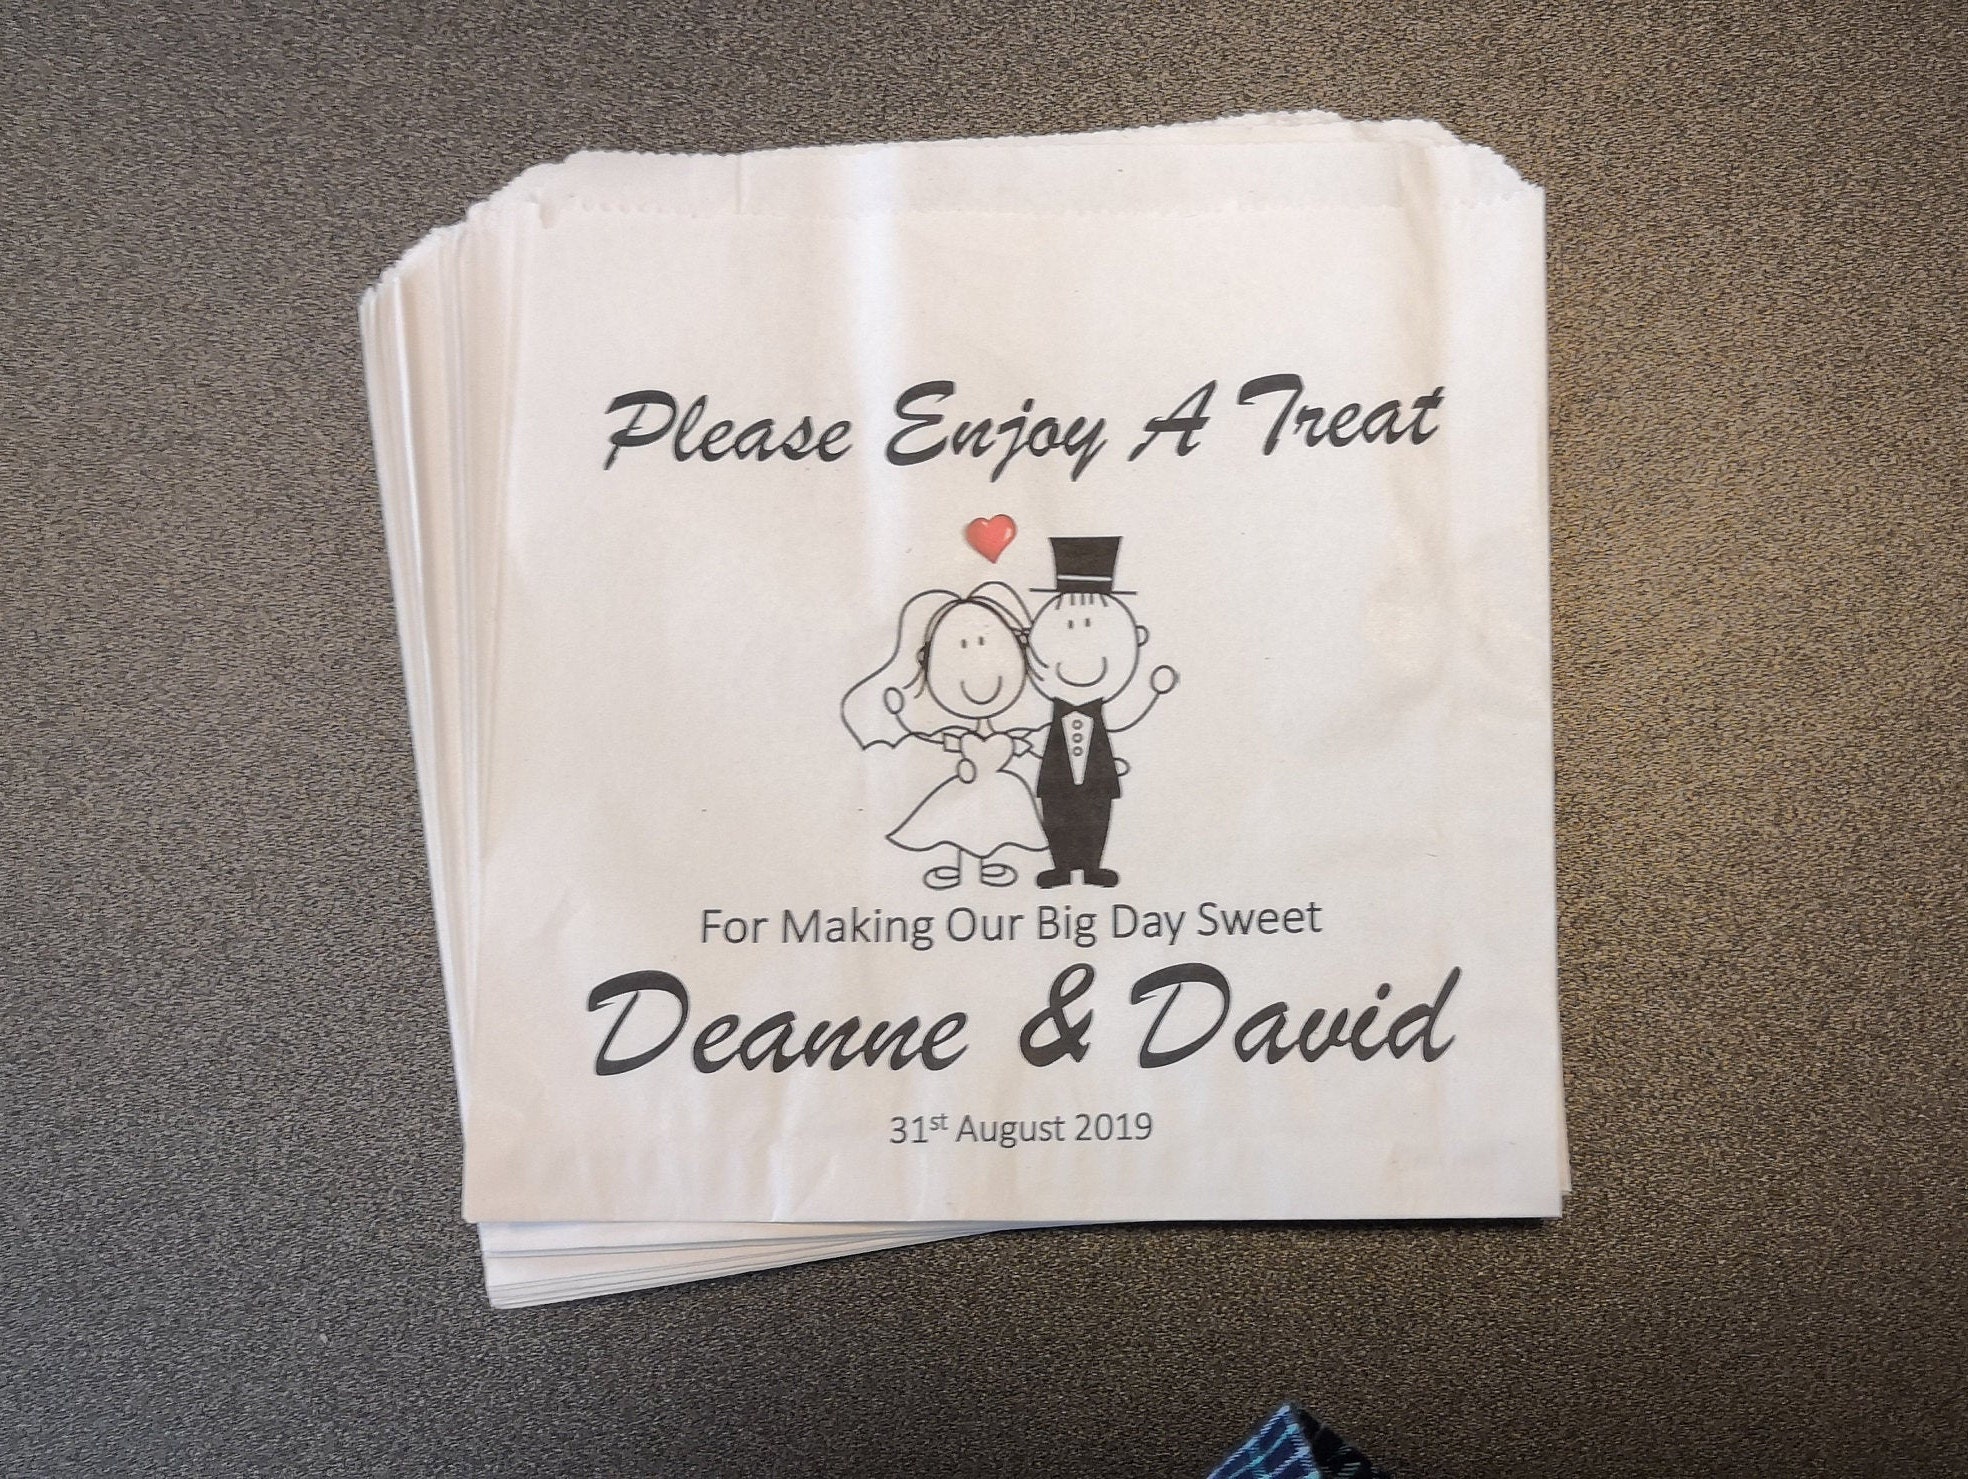 Please Enjoy A Treat
For Making Our Big Day Sweet
Deanne & David
31st August 2019